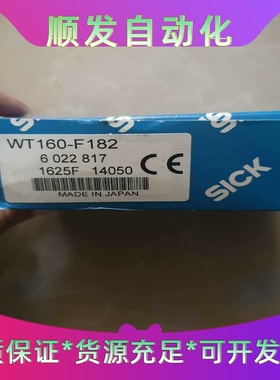 顺发自动化
WT160-F182
6 022 817
1625F 14050 CE
MADE IN JAPAN
SICK
质保证*货源充足*可开发